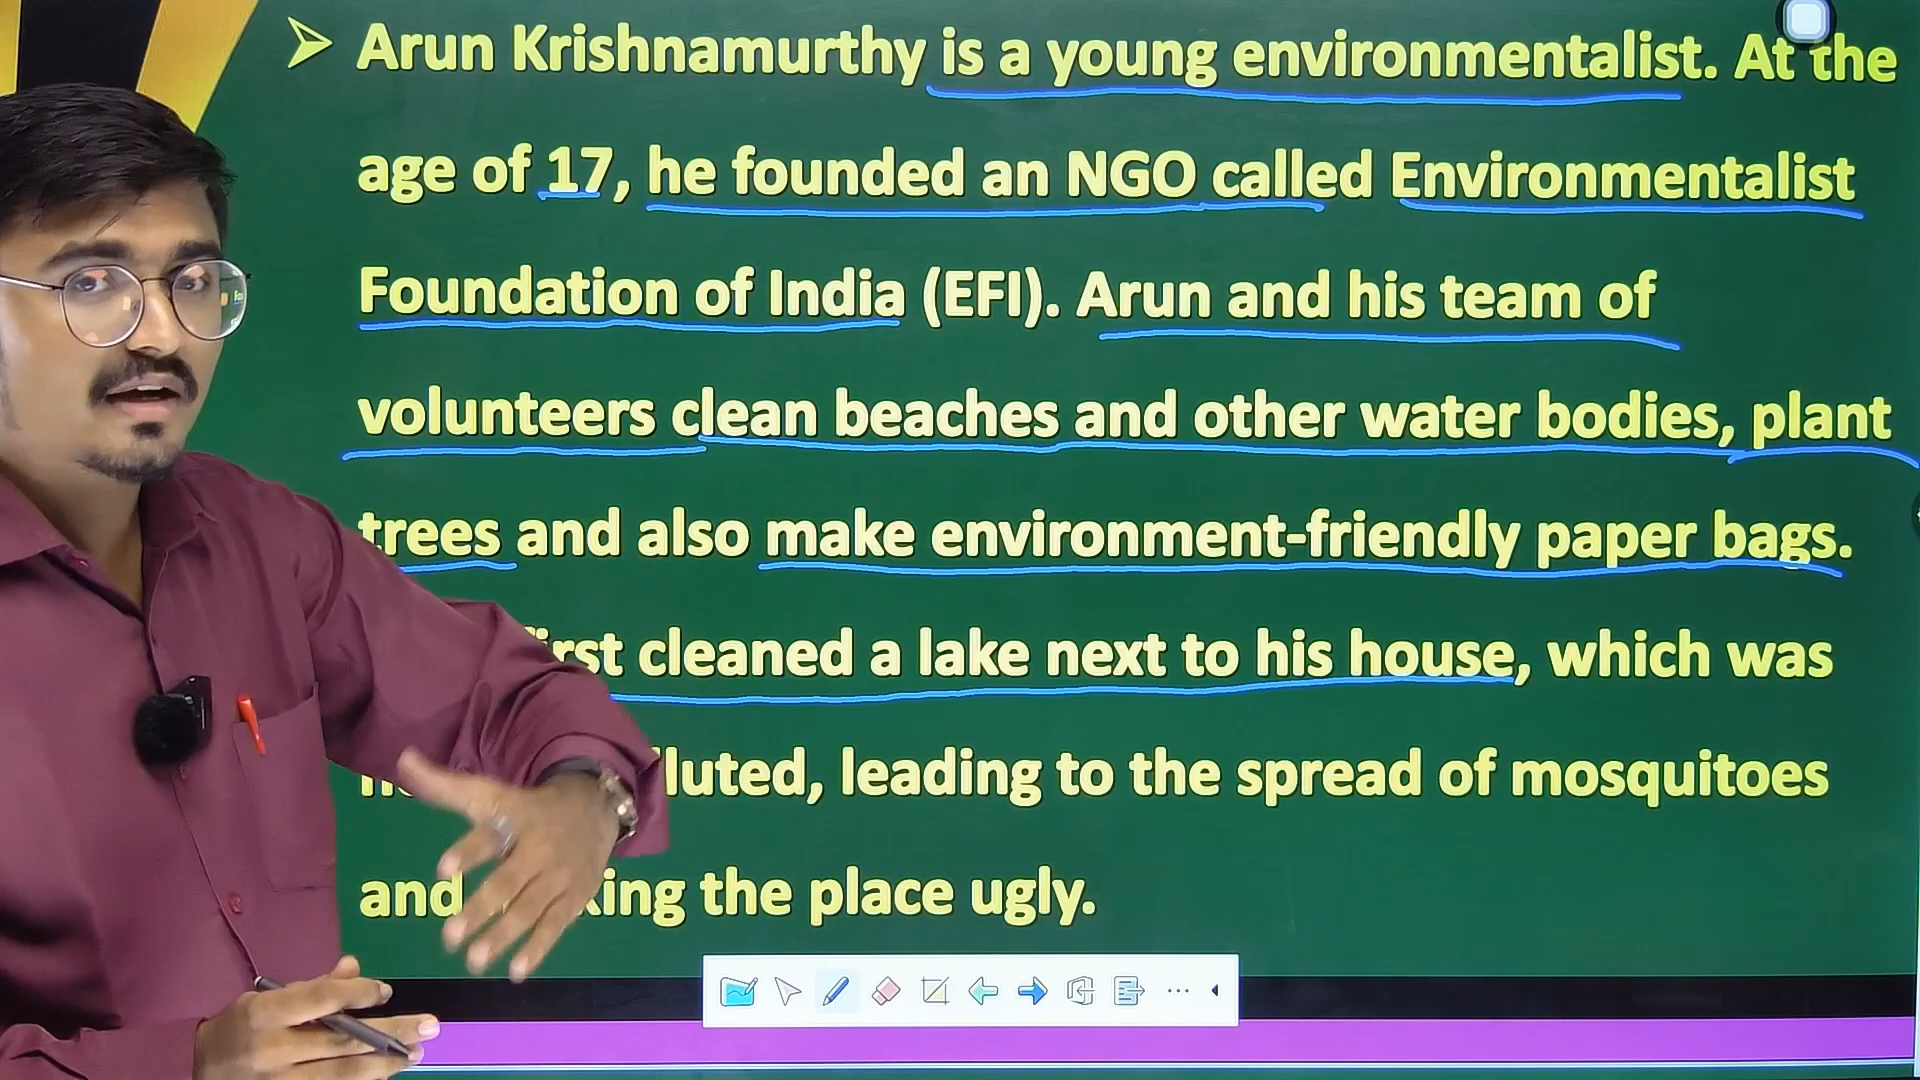 Arun Krishnamurthy is a young environmentalist. At the
age of 17, he founded an NGO called Environmentalist
Foundation of India (EFI). Arun and his team of
volunteers clean beaches and other water bodies, plant
trees and also make environment-friendly paper bags.
cleaned a lake next to his house, which was
leading to the spread of mosquitoes
and the place ugly.